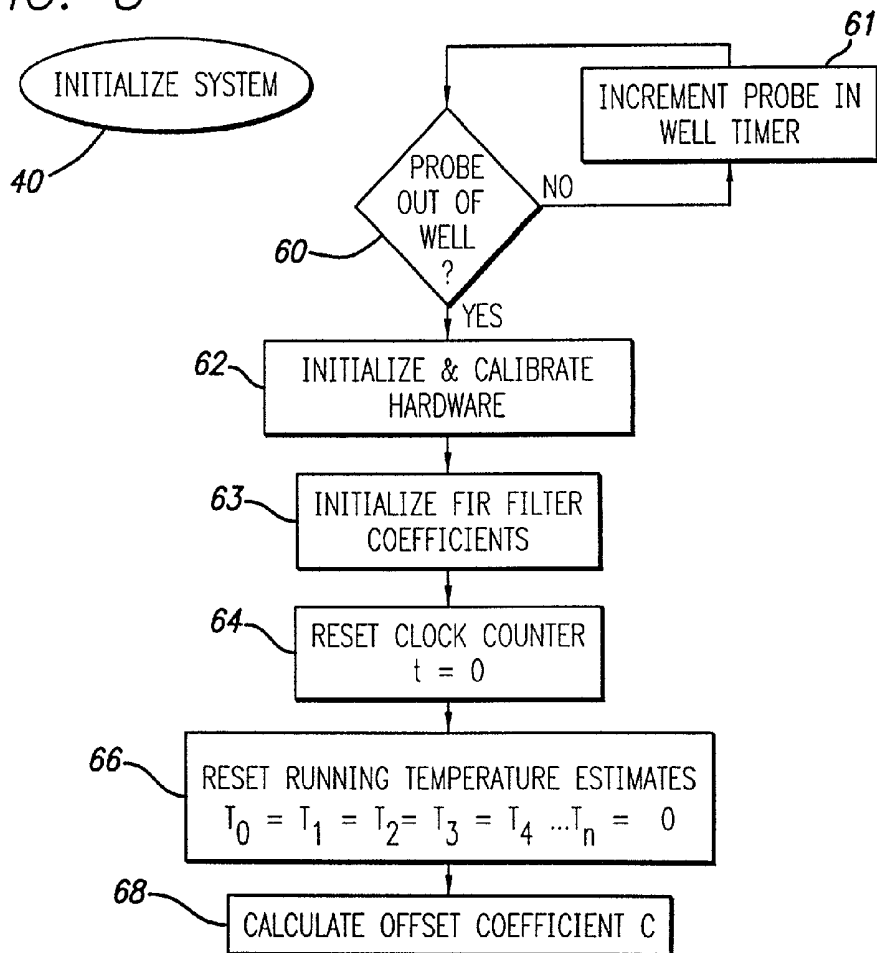 INITIALIZE SYSTEM
40
61
INCREMENT PROBE IN
WELL TIMER
PROBE
OUT OF
WELL
?
60
NO
YES
62
INITIALIZE & CALIBRATE
HARDWARE
63
INITIALIZE FIR FILTER
COEFFICIENTS
64
RESET CLOCK COUNTER
t = 0
66
RESET RUNNING TEMPERATURE ESTIMATES
T0 = T1 = T2= T3 = T4 ...Tn = 0
68
CALCULATE OFFSET COEFFICIENT C